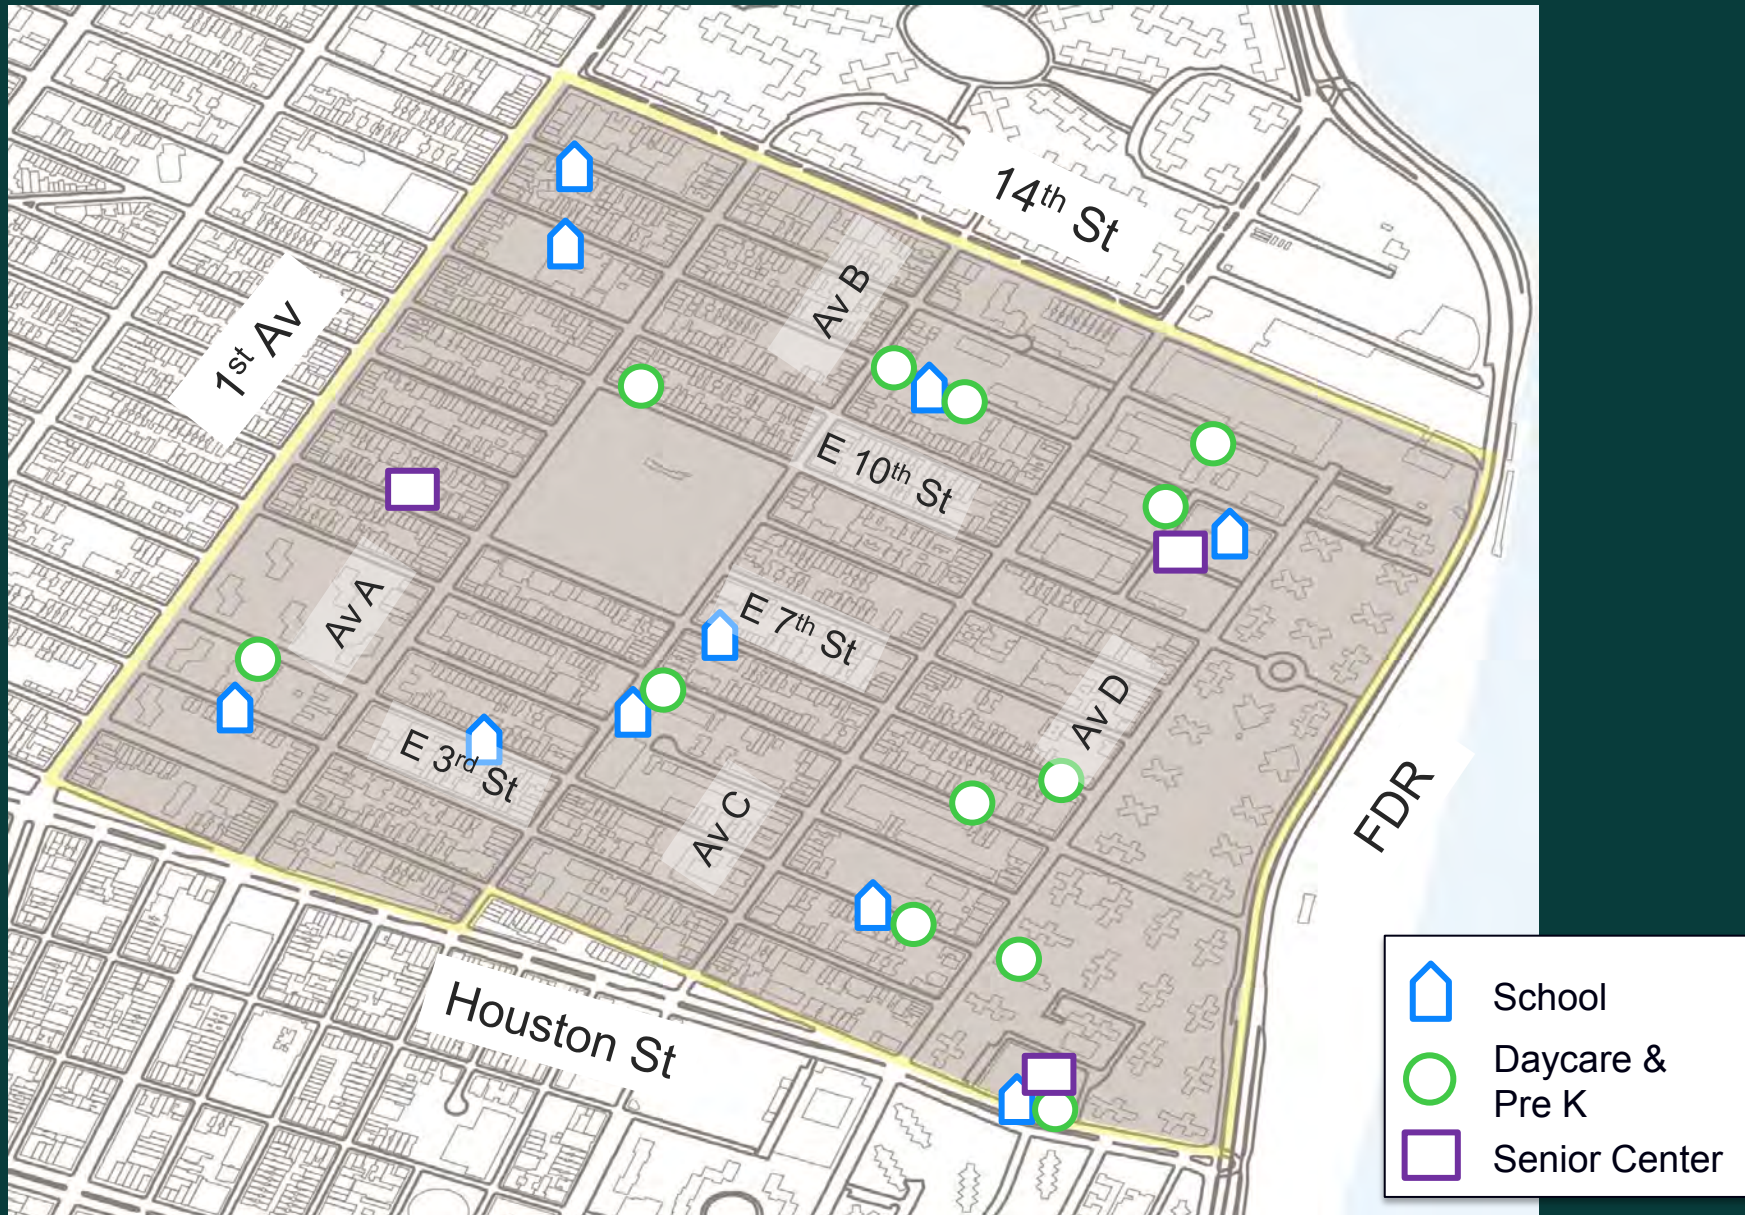 14th St
Av B
1st Av
E 10th St
Av A
E 7th St
Av D
E 3rd St
Av C
FDR
Houston St
School
Daycare &
Pre K
Senior Center